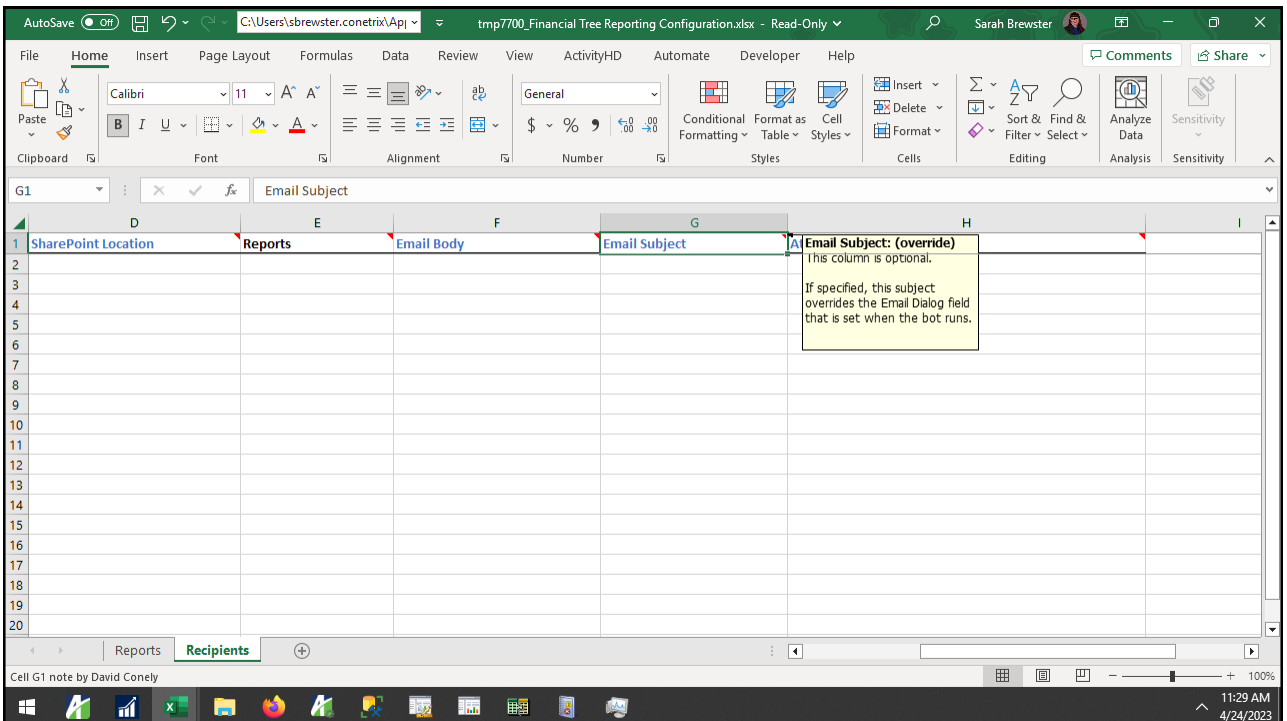 AutoSave Off C:\Users\sbrewster.conetrix\Ap tmp7700_Financial Tree Reporting Configuration.xlsx - Read-Only Sarah Brewster
File Home Insert Page Layout Formulas Data Review View ActivityHD Automate Developer Help Comments Share
Paste
Calibri 11
B I U A
ab
General
$ % 9
Conditional Formatting
Format as Table
Cell Styles
Insert
Delete
Format
Sort & Filter
Find & Select
Analyze Data
Sensitivity
Clipboard Font Alignment Number Styles Cells Editing Analysis Sensitivity
G1 fx Email Subject
D E F G H I
1 SharePoint Location Reports Email Body Email Subject At
Email Subject: (override)
This column is optional.
If specified, this subject
overrides the Email Dialog field
that is set when the bot runs.
2
3
4
5
6
7
8
9
10
11
12
13
14
15
16
17
18
19
20
Reports Recipients
Cell G1 note by David Conely 100%
11:29 AM
4/24/2023